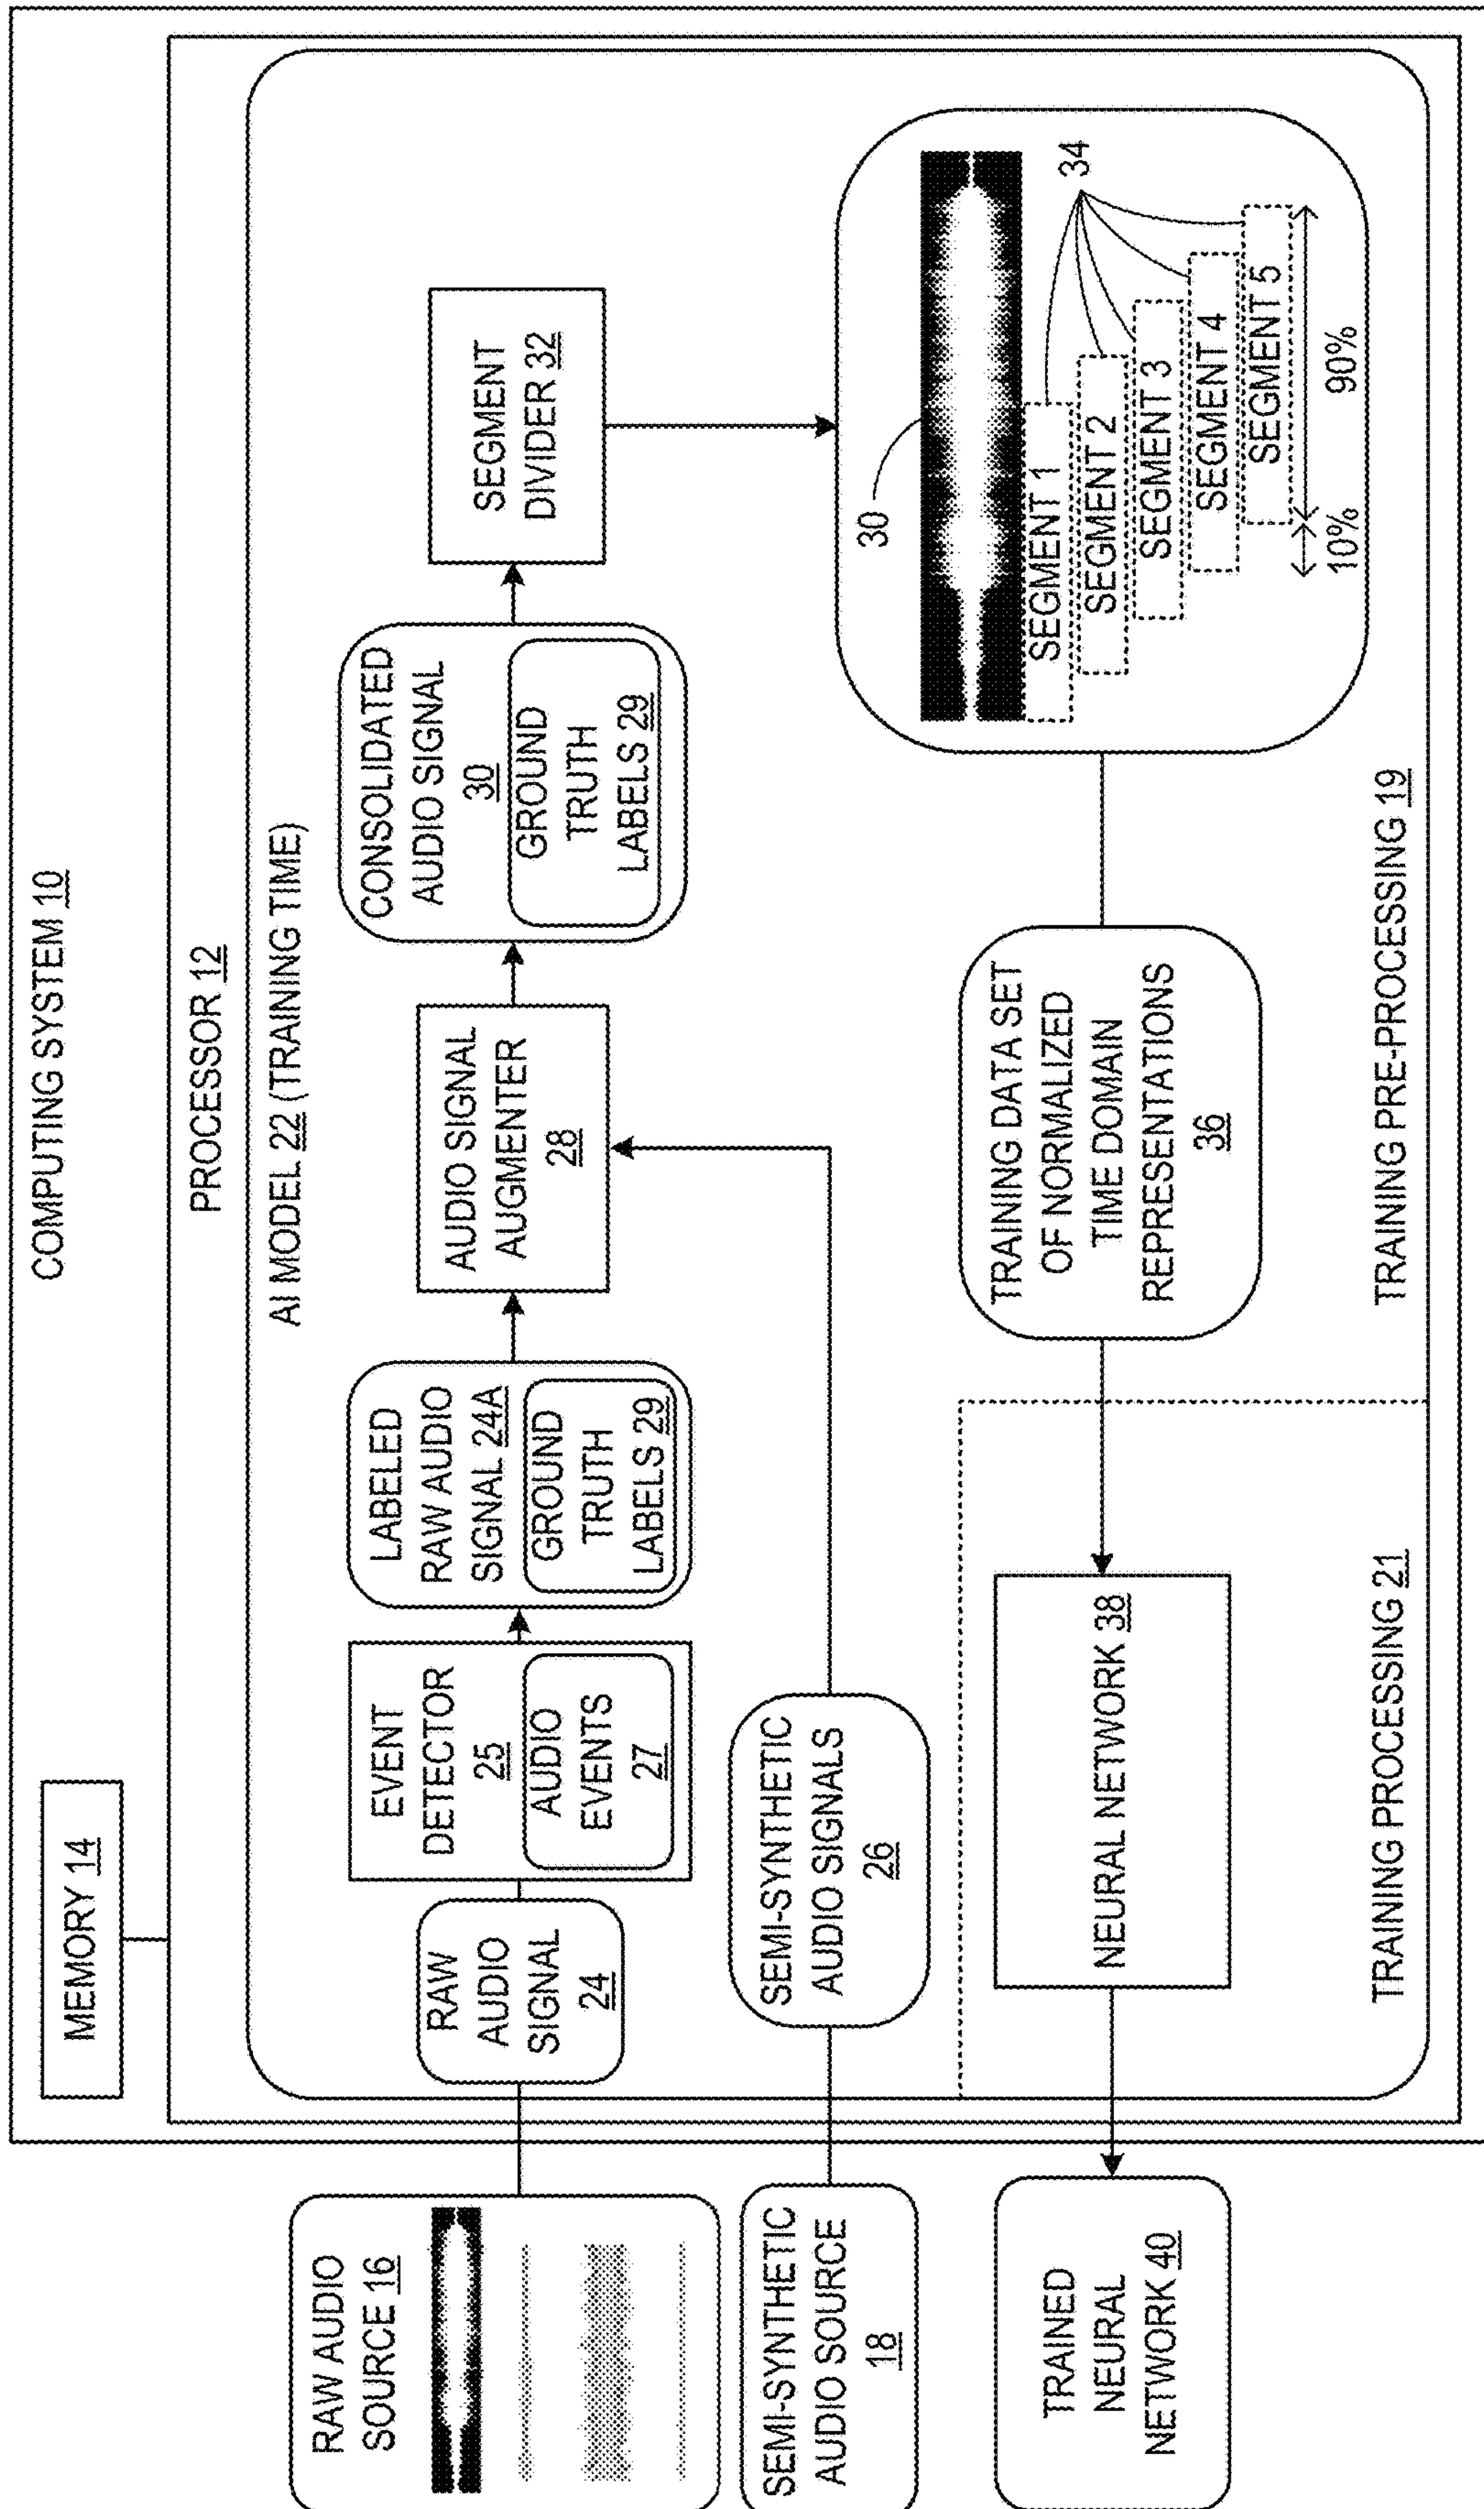 COMPUTING SYSTEM 10
MEMORY 14
PROCESSOR 12
AI MODEL 22 (TRAINING TIME)
RAW AUDIO
SOURCE 16
RAW
AUDIO
SIGNAL
24
EVENT
DETECTOR
25
AUDIO
EVENTS
27
LABELED
RAW AUDIO
SIGNAL 24A
GROUND
TRUTH
LABELS 29
AUDIO SIGNAL
AUGMENTER
28
CONSOLIDATED
AUDIO SIGNAL
30
GROUND
TRUTH
LABELS 29
SEGMENT
DIVIDER 32
SEMI-SYNTHETIC
AUDIO SOURCE
18
SEMI-SYNTHETIC
AUDIO SIGNALS
26
30
34
SEGMENT 1
SEGMENT 2
SEGMENT 3
SEGMENT 4
SEGMENT 5
10%
90%
TRAINING DATA SET
OF NORMALIZED
TIME DOMAIN
REPRESENTATIONS
36
NEURAL NETWORK 38
TRAINED
NEURAL
NETWORK 40
TRAINING PROCESSING 21
TRAINING PRE-PROCESSING 19